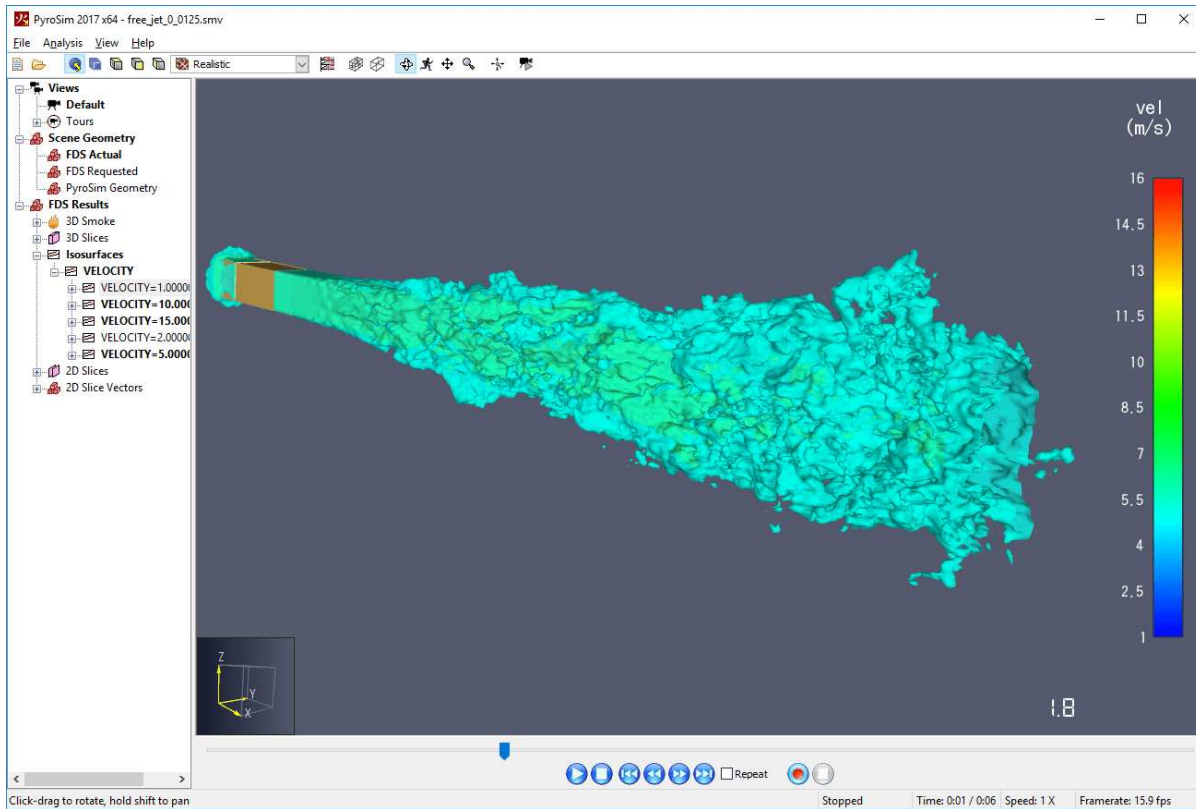 PyroSim 2017 x64 - free_jet_0_0125.smv
File Analysis View Help
Realistic
Views
Default
Tours
Scene Geometry
FDS Actual
FDS Requested
PyroSim Geometry
FDS Results
3D Smoke
3D Slices
Isosurfaces
VELOCITY
VELOCITY=1.0000
VELOCITY=10.000
VELOCITY=15.000
VELOCITY=2.0000
VELOCITY=5.0000
2D Slices
2D Slice Vectors
vel
(m/s)
16
14.5
13
11.5
10
8.5
7
5.5
4
2.5
1
Z
Y
X
1.8
Repeat
Click-drag to rotate, hold shift to pan
Stopped Time: 0:01 / 0:06 Speed: 1 X Framerate: 15.9 fps